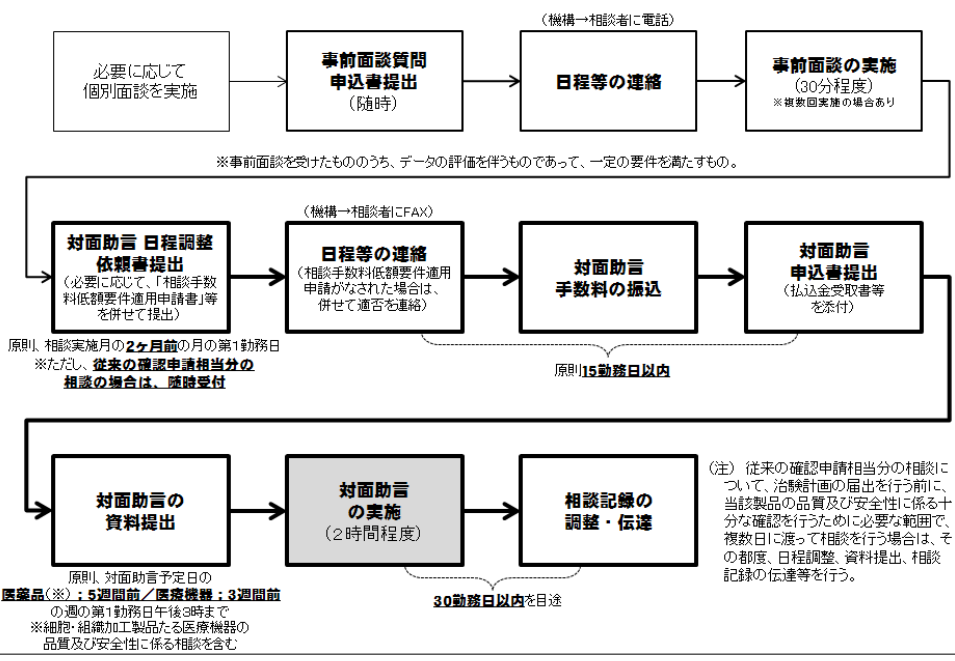 必要に応じて
個別面談を実施
事前面談質問
申込書提出
(随時)
(機構→相談者に電話)
日程等の連絡
事前面談の実施
(30分程度)
※複数回実施の場合あり
※事前面談を受けたもののうち、データの評価を伴うものであって、一定の要件を満たすもの。
対面助言 日程調整
依頼書提出
(必要に応じて、「相談手数
料低額要件適用申請書」等
を併せて提出)
原則、相談実施月の2ヶ月前の月の第1勤務日
※ただし、従来の確認申請相当分の
相談の場合は、随時受付
(機構→相談者にFAX)
日程等の連絡
(相談手数料低額要件適用
申請がなされた場合は、
併せて適否を連絡)
対面助言
手数料の振込
対面助言
申込書提出
(払込金受取書等
を添付)
原則15勤務日以内
対面助言の
資料提出
原則、対面助言予定日の
医薬品(※):5週間前/医療機器:3週間前
の週の第1勤務日午後3時まで
※細胞・組織加工製品たる医療機器の
品質及び安全性に係る相談を含む
対面助言
の実施
(2時間程度)
相談記録の
調整・伝達
30勤務日以内を目途
(注) 従来の確認申請相当分の相談に
ついて、治験計画の届出を行う前に、
当該製品の品質及び安全性に係る十
分な確認を行うために必要な範囲で、
複数日に渡って相談を行う場合は、そ
の都度、日程調整、資料提出、相談
記録の伝達等を行う。